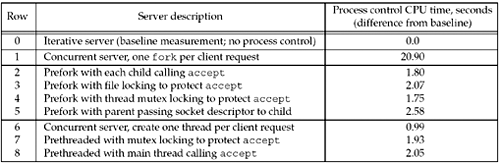 Row Server description Process control CPU time, seconds
(difference from baseline)
0 Iterative server (baseline measurement; no process control) 0.0
1 Concurrent server, one fork per client request 20.90
2 Prefork with each child calling accept 1.80
3 Prefork with file locking to protect accept 2.07
4 Prefork with thread mutex locking to protect accept 1.75
5 Prefork with parent passing socket descriptor to child 2.58
6 Concurrent server, create one thread per client request 0.99
7 Prethreaded with mutex locking to protect accept 1.93
8 Prethreaded with main thread calling accept 2.05